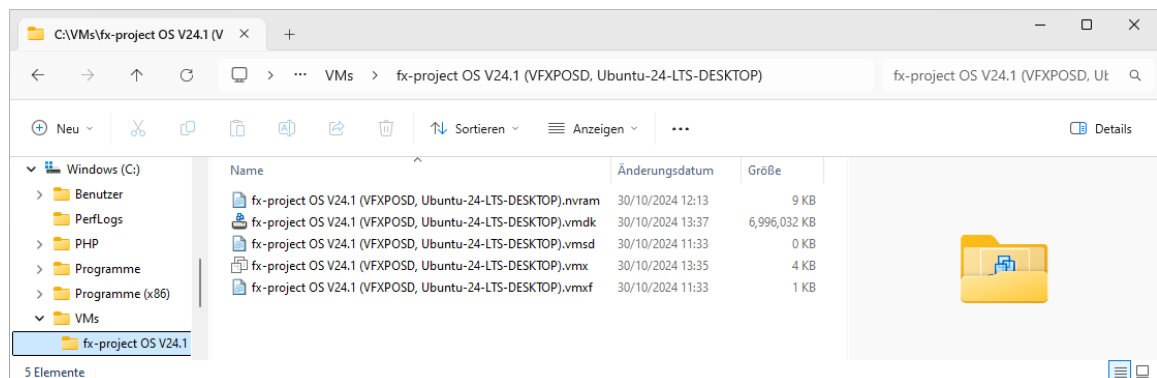 C:\VMs\fx-project OS V24.1 (V
VMs > fx-project OS V24.1 (VFXPOSD, Ubuntu-24-LTS-DESKTOP)
fx-project OS V24.1 (VFXPOSD, Ut
Neu
Sortieren
Anzeigen
Details
Windows (C:)
Benutzer
PerfLogs
PHP
Programme
Programme (x86)
VMs
fx-project OS V24.1
Name Änderungsdatum Größe
fx-project OS V24.1 (VFXPOSD, Ubuntu-24-LTS-DESKTOP).nvram 30/10/2024 12:13 9 KB
fx-project OS V24.1 (VFXPOSD, Ubuntu-24-LTS-DESKTOP).vmdk 30/10/2024 13:37 6,996,032 KB
fx-project OS V24.1 (VFXPOSD, Ubuntu-24-LTS-DESKTOP).vmsd 30/10/2024 11:33 0 KB
fx-project OS V24.1 (VFXPOSD, Ubuntu-24-LTS-DESKTOP).vmx 30/10/2024 13:35 4 KB
fx-project OS V24.1 (VFXPOSD, Ubuntu-24-LTS-DESKTOP).vmxf 30/10/2024 11:33 1 KB
5 Elemente